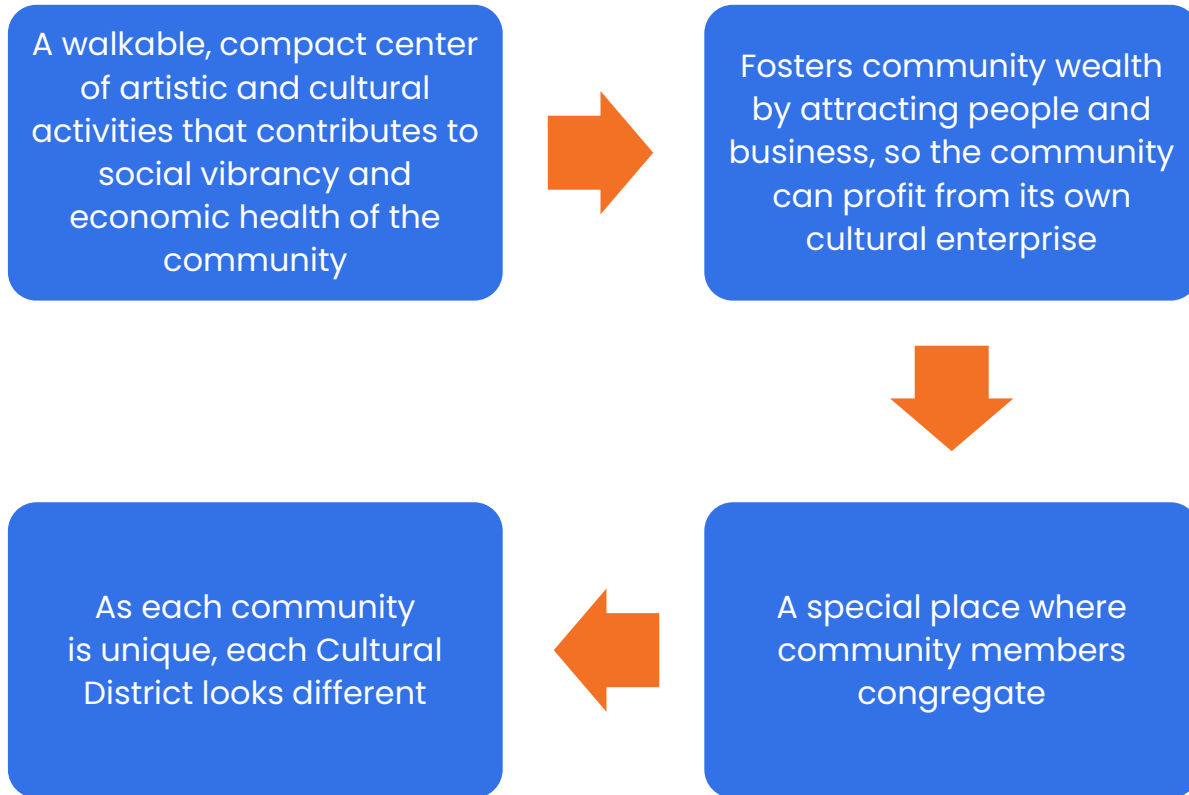 A walkable, compact center
of artistic and cultural
activities that contributes to
social vibrancy and
economic health of the
community
Fosters community wealth
by attracting people and
business, so the community
can profit from its own
cultural enterprise
A special place where
community members
congregate
As each community
is unique, each Cultural
District looks different